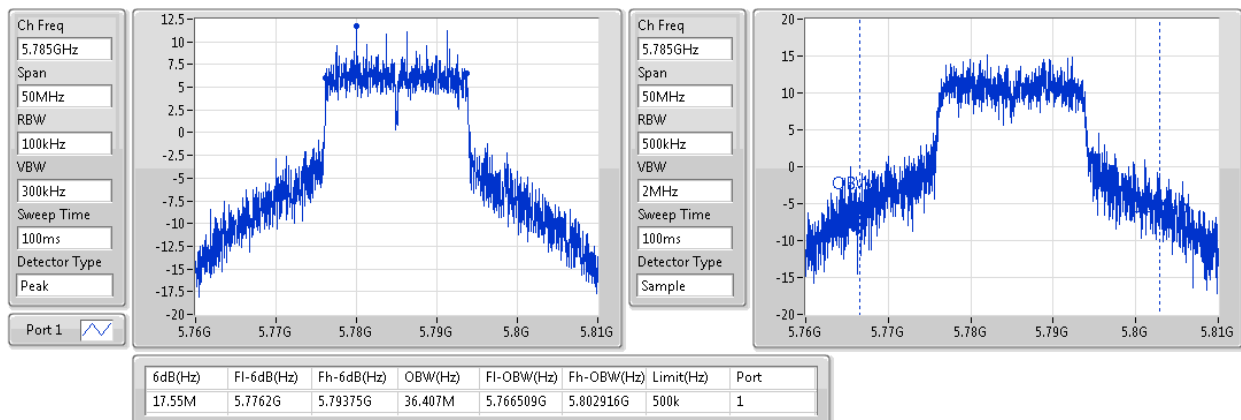 Ch Freq
5.785GHz
Span
50MHz
RBW
100kHz
VBW
300kHz
Sweep Time
100ms
Detector Type
Peak
Port 1
12.5
10
7.5
5
2.5
0
-2.5
-5
-7.5
-10
-12.5
-15
-17.5
-20
5.76G 5.77G 5.78G 5.79G 5.8G 5.81G
Ch Freq
5.785GHz
Span
50MHz
RBW
500kHz
VBW
2MHz
Sweep Time
100ms
Detector Type
Sample
20
15
10
5
0
-5
-10
-15
-20
OBW
5.76G 5.77G 5.78G 5.79G 5.8G 5.81G
6dB(Hz) Fl-6dB(Hz) Fh-6dB(Hz) OBW(Hz) Fl-OBW(Hz) Fh-OBW(Hz) Limit(Hz) Port
17.55M 5.7762G 5.79375G 36.407M 5.766509G 5.802916G 500k 1